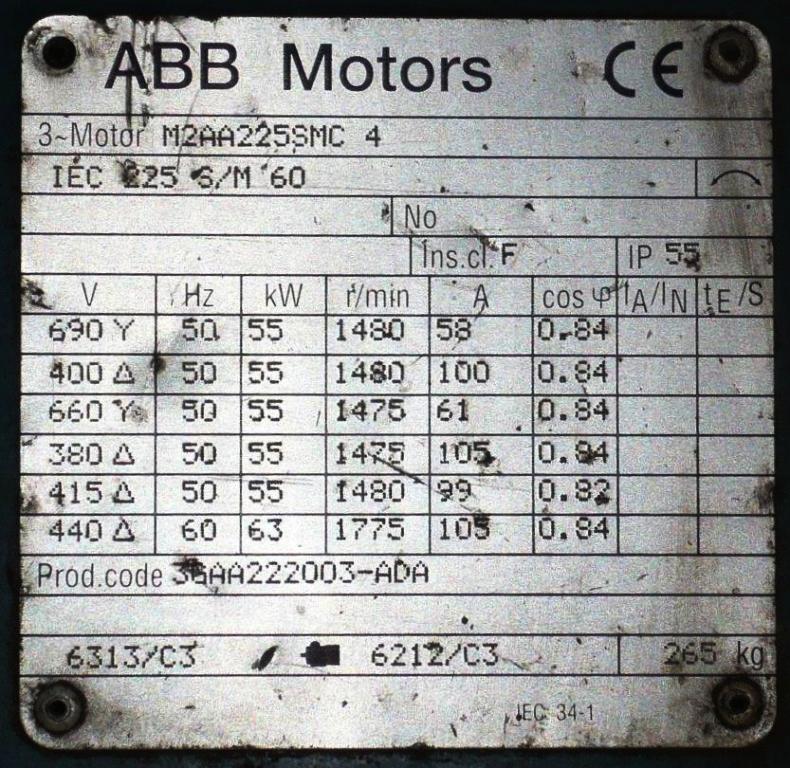 ABB Motors CE
3~Motor M2AA225SMC 4
IEC 225 S/M 60
No
Ins.cl. F IP 55
V Hz kW r/min A cos φ IA/IN tE/S
690 Y 50 55 1480 58 0.84
400 Δ 50 55 1480 100 0.84
660 Y 50 55 1475 61 0.84
380 Δ 50 55 1475 105 0.84
415 Δ 50 55 1480 99 0.82
440 Δ 60 63 1775 105 0.84
Prod.code 3GAA222003-ADA
6313/C3 6212/C3 265 kg
IEC 34-1